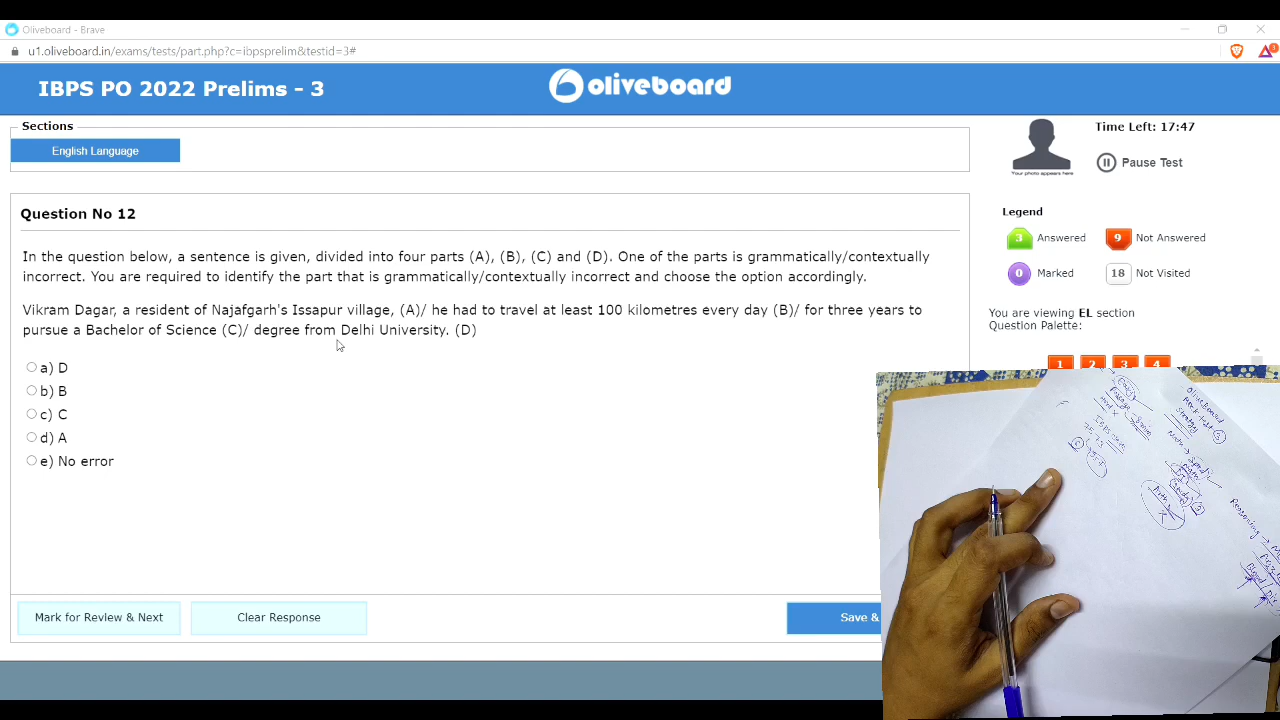 Oliveboard - Brave
u1.oliveboard.in/exams/tests/part.php?c=ibpsprelim&testid=3#
IBPS PO 2022 Prelims - 3
oliveboard
Sections
English Language
Time Left: 17:47
Your photo appears here
Pause Test
Question No 12
Legend
3 Answered
9 Not Answered
0 Marked
18 Not Visited
In the question below, a sentence is given, divided into four parts (A), (B), (C) and (D). One of the parts is grammatically/contextually
incorrect. You are required to identify the part that is grammatically/contextually incorrect and choose the option accordingly.
Vikram Dagar, a resident of Najafgarh's Issapur village, (A)/ he had to travel at least 100 kilometres every day (B)/ for three years to
pursue a Bachelor of Science (C)/ degree from Delhi University. (D)
You are viewing EL section
Question Palette:
1 2 3 4
a) D
b) B
c) C
d) A
e) No error
Mark for Review & Next
Clear Response
Save &
Reasoning